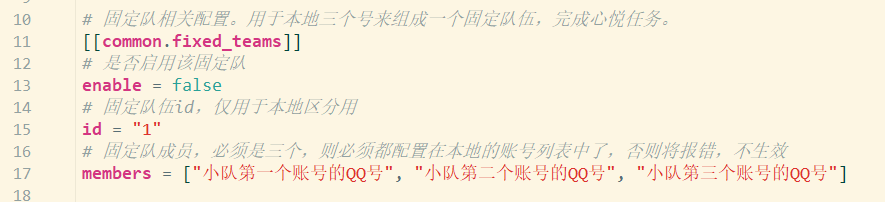 10 # 固定队相关配置。用于本地三个号来组成一个固定队伍，完成心悦任务。
11 [[common.fixed_teams]]
12 # 是否启用该固定队
13 enable = false
14 # 固定队伍id，仅用于本地区分用
15 id = "1"
16 # 固定队成员，必须是三个，则必须都配置在本地的账号列表中了，否则将报错，不生效
17 members = ["小队第一个账号的QQ号", "小队第二个账号的QQ号", "小队第三个账号的QQ号"]
18